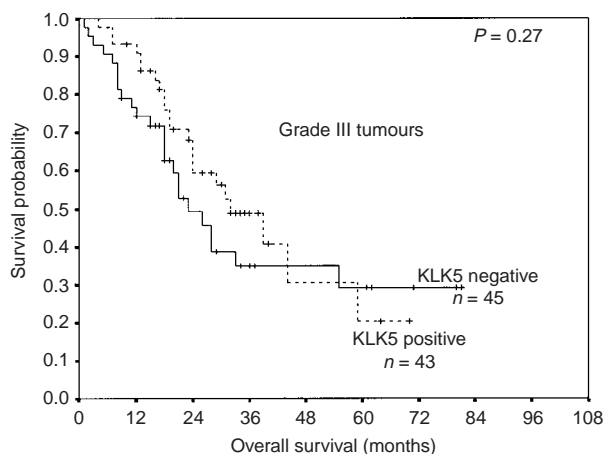 1.0
P = 0.27
0.9
0.8
0.7
Grade III tumours
0.6
Survival probability
0.5
0.4
0.3
KLK5 negative
n = 45
0.2
KLK5 positive
0.1
n = 43
0.0
0 12 24 36 48 60 72 84 96 108
Overall survival (months)